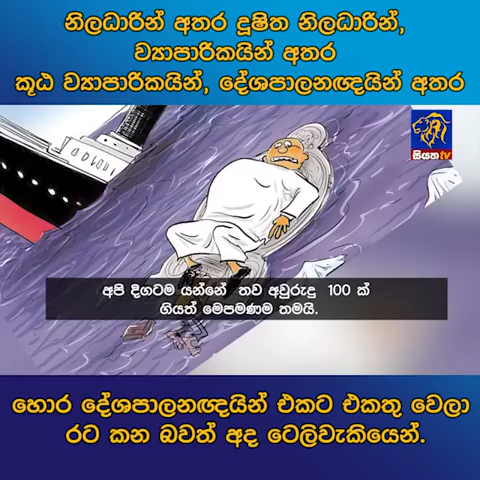 නිලධාරින් අතර දූෂිත නිලධාරින්,
ව්‍යාපාරිකයින් අතර
කූඨ ව්‍යාපාරිකයින්, දේශපාලනඥයින් අතර
සියත tv
අපි දිගටම යන්නේ තව අවුරුදු 100 ක්
ගියත් මෙපමණම තමයි.
හොර දේශපාලනඥයින් එකට එකතු වෙලා
රට කන බවත් අද ටෙලිවැකියෙන්.